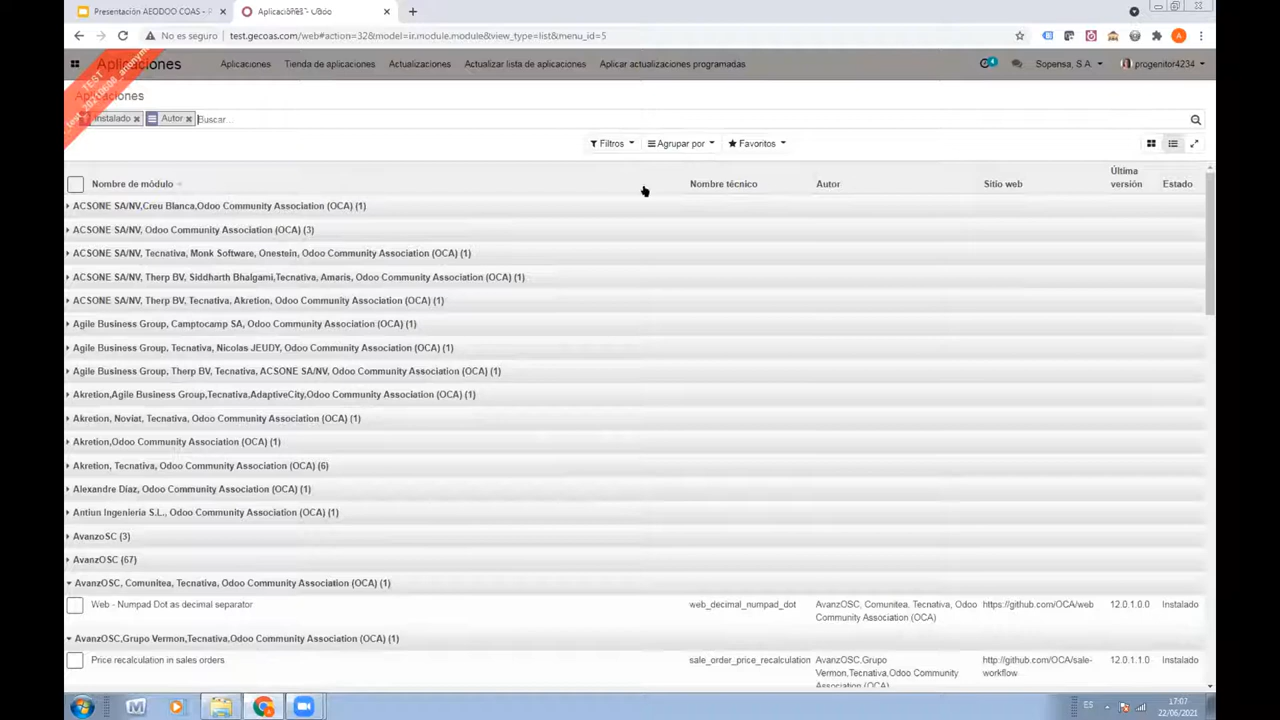 Presentación AEODOO COAS - P
Aplicaciones - Odoo
No es seguro test.gecoas.com/web#action=32&model=ir.module.module&view_type=list&menu_id=5
TEST
Aplicaciones Aplicaciones Tienda de aplicaciones Actualizaciones Actualizar lista de aplicaciones Aplicar actualizaciones programadas 4 Sopensa, S.A. progenitor4234
Aplicaciones
Instalado Autor Buscar...
Filtros Agrupar por Favoritos
Nombre de módulo Nombre técnico Autor Sitio web Última versión Estado
ACSONE SA/NV,Creu Blanca,Odoo Community Association (OCA) (1)
ACSONE SA/NV, Odoo Community Association (OCA) (3)
ACSONE SA/NV, Tecnativa, Monk Software, Onestein, Odoo Community Association (OCA) (1)
ACSONE SA/NV, Therp BV, Siddharth Bhalgami,Tecnativa, Amaris, Odoo Community Association (OCA) (1)
ACSONE SA/NV, Therp BV, Tecnativa, Akretion, Odoo Community Association (OCA) (1)
Agile Business Group, Camptocamp SA, Odoo Community Association (OCA) (1)
Agile Business Group, Tecnativa, Nicolas JEUDY, Odoo Community Association (OCA) (1)
Agile Business Group, Therp BV, Tecnativa, ACSONE SA/NV, Odoo Community Association (OCA) (1)
Akretion,Agile Business Group,Tecnativa,AdaptiveCity,Odoo Community Association (OCA) (1)
Akretion, Noviat, Tecnativa, Odoo Community Association (OCA) (1)
Akretion,Odoo Community Association (OCA) (1)
Akretion, Tecnativa, Odoo Community Association (OCA) (6)
Alexandre Díaz, Odoo Community Association (OCA) (1)
Antiun Ingenieria S.L., Odoo Community Association (OCA) (1)
AvanzOSC (3)
AvanzOSC (67)
AvanzOSC, Comunitea, Tecnativa, Odoo Community Association (OCA) (1)
Web - Numpad Dot as decimal separator web_decimal_numpad_dot AvanzOSC, Comunitea, Tecnativa, Odoo https://github.com/OCA/web 12.0.1.0.0 Instalado
Community Association (OCA)
AvanzOSC,Grupo Vermon,Tecnativa,Odoo Community Association (OCA) (1)
Price recalculation in sales orders sale_order_price_recalculation AvanzOSC,Grupo http://github.com/OCA/sale- 12.0.1.1.0 Instalado
Vermon,Tecnativa,Odoo Community workflow
Association (OCA)
ES 17:07
22/06/2021